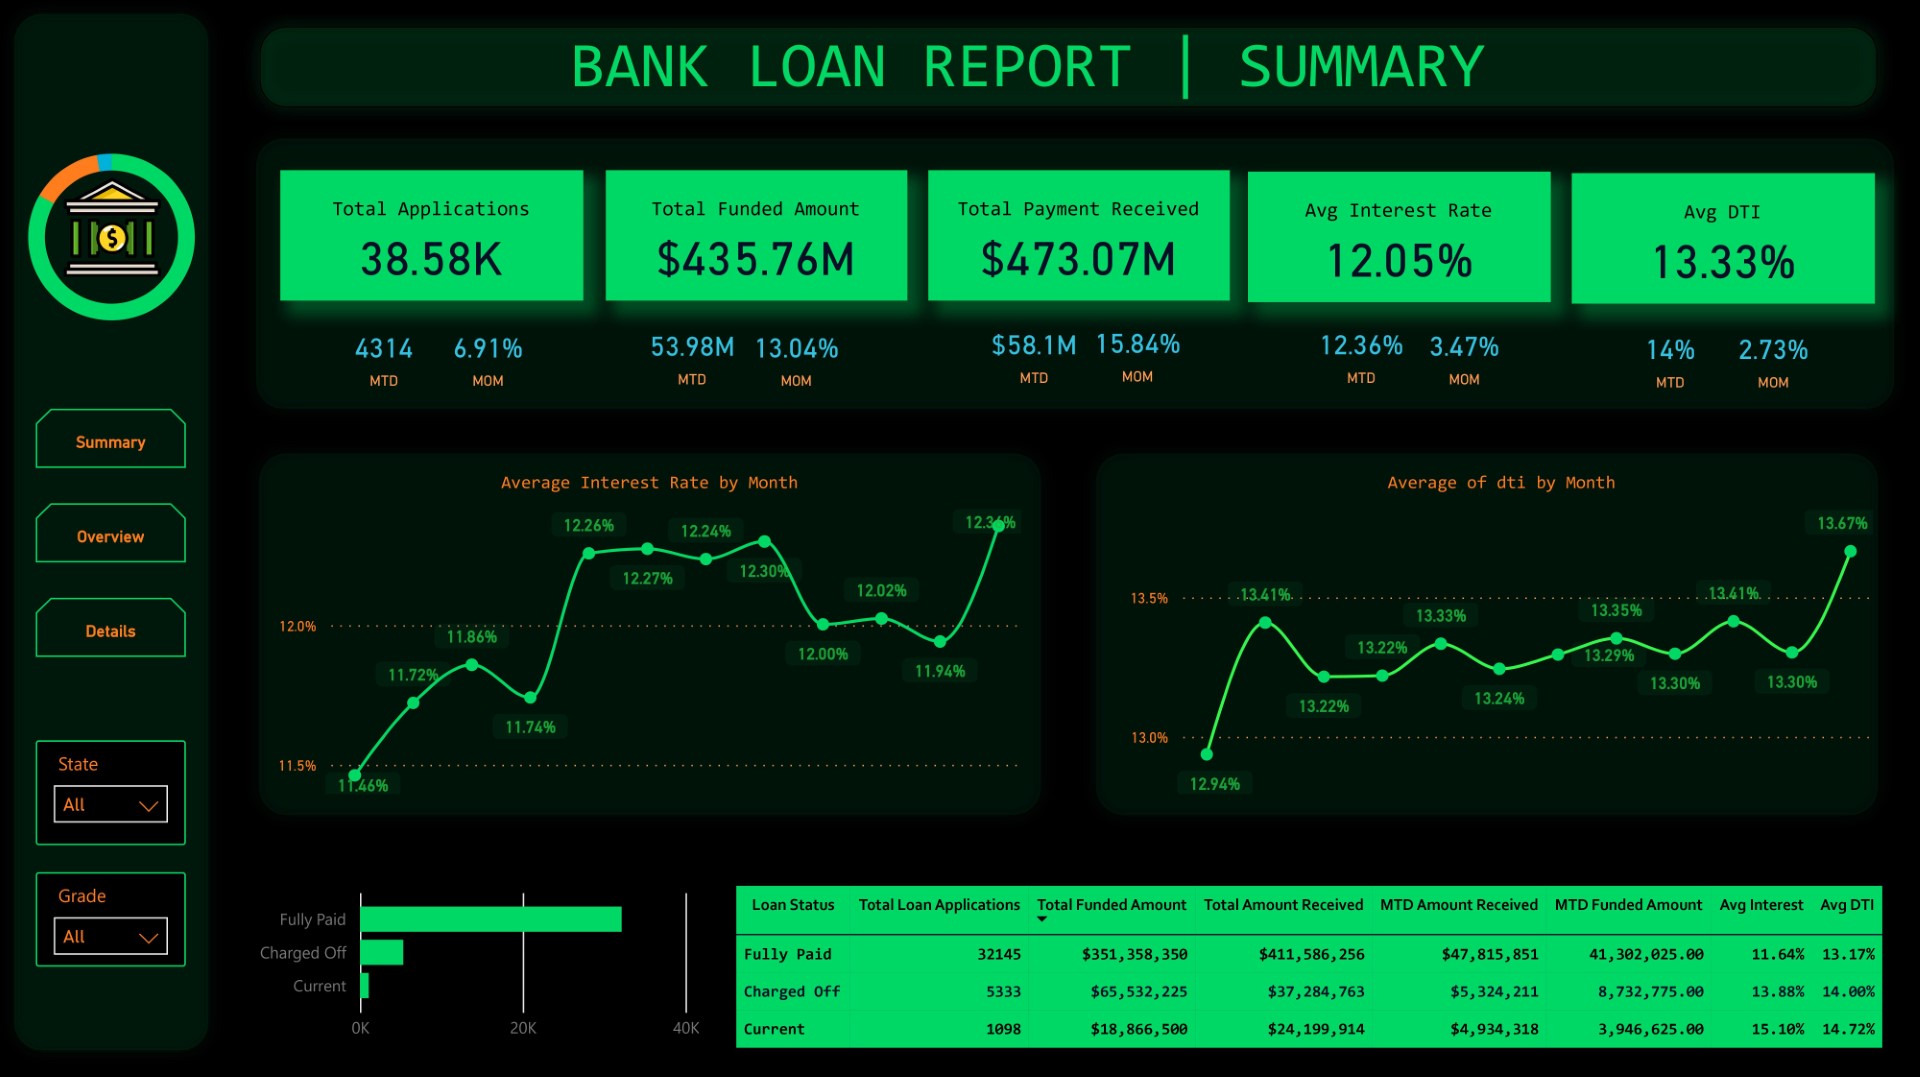 BANK LOAN REPORT | SUMMARY
Total Applications
38.58K
Total Funded Amount
$435.76M
Total Payment Received
$473.07M
Avg Interest Rate
12.05%
Avg DTI
13.33%
4314 6.91%
MTD MOM
53.98M 13.04%
MTD MOM
$58.1M 15.84%
MTD MOM
12.36% 3.47%
MTD MOM
14% 2.73%
MTD MOM
$
Summary
Overview
Details
State
All
Grade
All
Average Interest Rate by Month
12.0%
11.5%
11.46%
11.72%
11.86%
11.74%
12.26%
12.27%
12.24%
12.30%
12.00%
12.02%
11.94%
12.36%
Average of dti by Month
13.5%
13.0%
12.94%
13.41%
13.22%
13.22%
13.33%
13.24%
13.29%
13.35%
13.30%
13.41%
13.30%
13.67%
Fully Paid
Charged Off
Current
0K 20K 40K
Loan Status Total Loan Applications Total Funded Amount Total Amount Received MTD Amount Received MTD Funded Amount Avg Interest Avg DTI
Fully Paid 32145 $351,358,350 $411,586,256 $47,815,851 41,302,025.00 11.64% 13.17%
Charged Off 5333 $65,532,225 $37,284,763 $5,324,211 8,732,775.00 13.88% 14.00%
Current 1098 $18,866,500 $24,199,914 $4,934,318 3,946,625.00 15.10% 14.72%